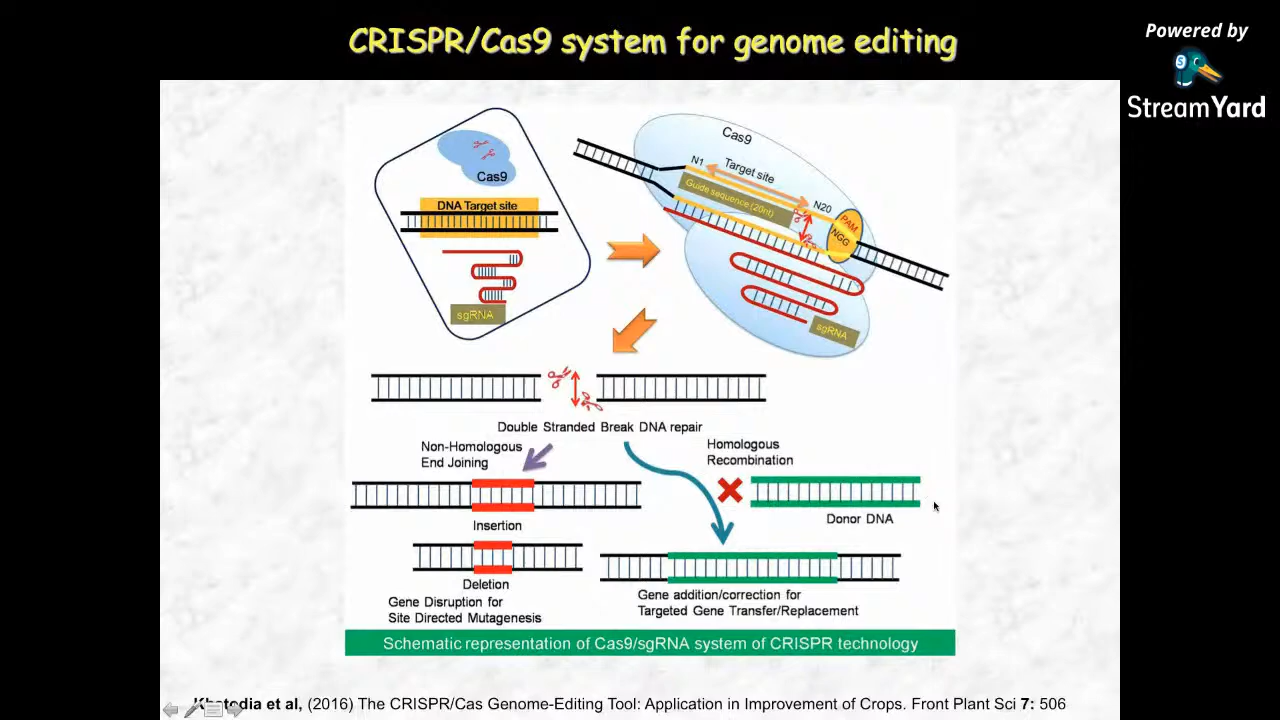 CRISPR/Cas9 system for genome editing
Powered by
StreamYard
Cas9
DNA Target site
sgRNA
Cas9
N1
Target site
N20
Guide sequence (20nt)
PAM
NGG
sgRNA
Double Stranded Break DNA repair
Non-Homologous
End Joining
Homologous
Recombination
Insertion
Donor DNA
Deletion
Gene Disruption for
Site Directed Mutagenesis
Gene addition/correction for
Targeted Gene Transfer/Replacement
Schematic representation of Cas9/sgRNA system of CRISPR technology
et al, (2016) The CRISPR/Cas Genome-Editing Tool: Application in Improvement of Crops. Front Plant Sci 7: 506